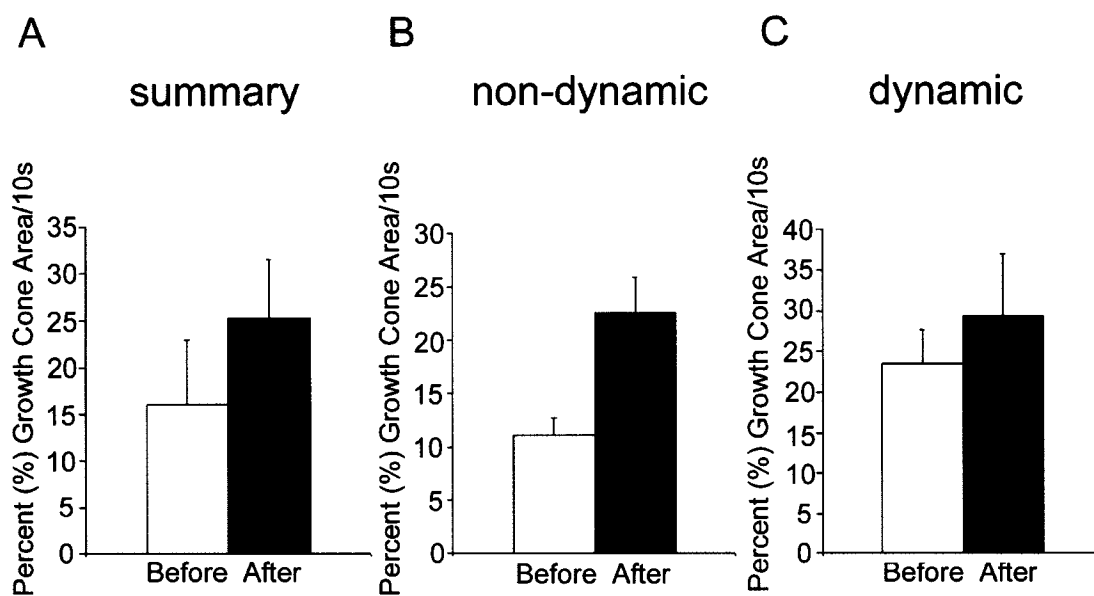 A
summary
Percent (%) Growth Cone Area/10s
35
30
25
20
15
10
5
0
Before After
B
non-dynamic
Percent (%) Growth Cone Area/10s
30
25
20
15
10
5
0
Before After
C
dynamic
Percent (%) Growth Cone Area/10s
40
35
30
25
20
15
10
5
0
Before After